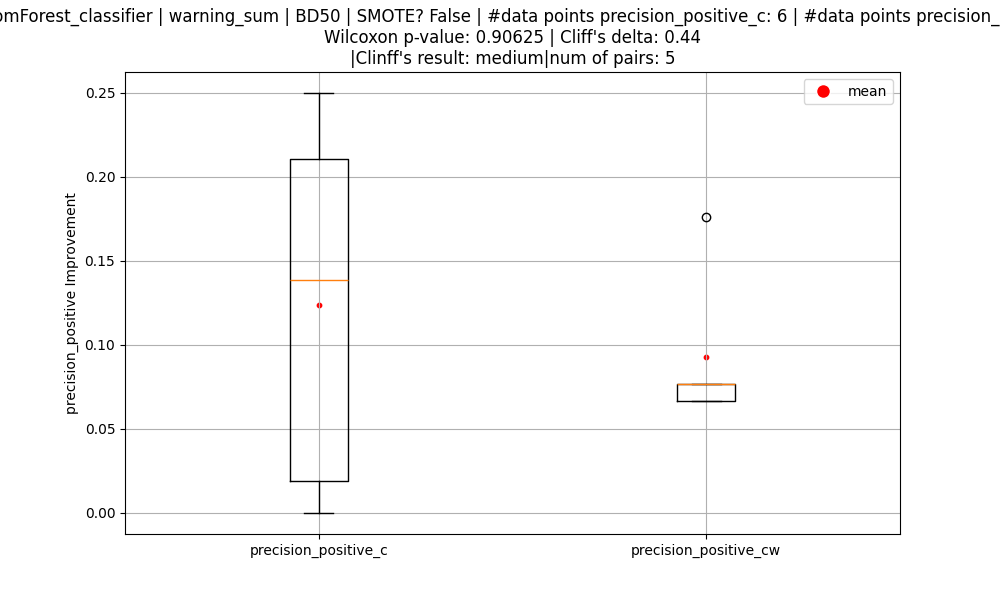 omForest_classifier | warning_sum | BD50 | SMOTE? False | #data points precision_positive_c: 6 | #data points precision_
Wilcoxon p-value: 0.90625 | Cliff's delta: 0.44
|Clinff's result: medium|num of pairs: 5
mean
precision_positive Improvement
0.25
0.20
0.15
0.10
0.05
0.00
precision_positive_c
precision_positive_cw